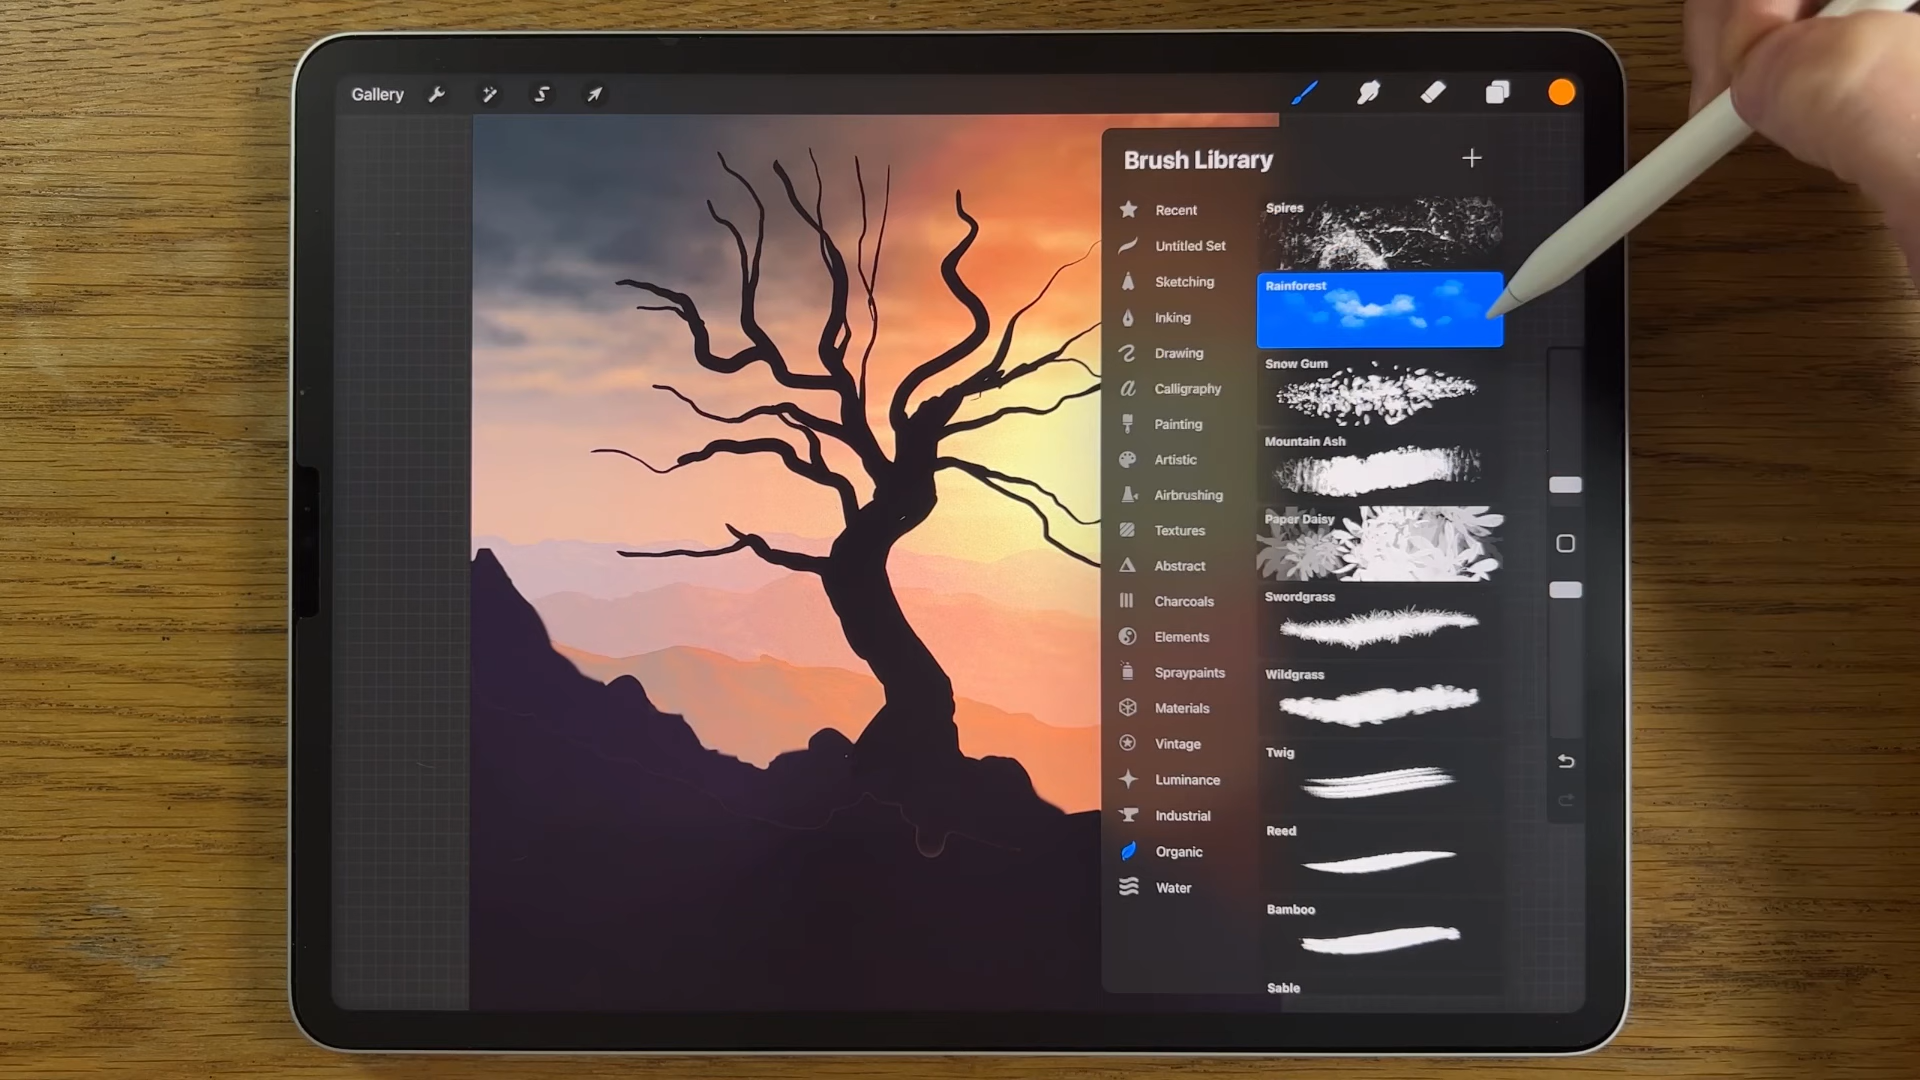 Gallery
Brush Library
Recent
Untitled Set
Sketching
Inking
Drawing
Calligraphy
Painting
Artistic
Airbrushing
Textures
Abstract
Charcoals
Elements
Spraypaints
Materials
Vintage
Luminance
Industrial
Organic
Water
Spires
Rainforest
Snow Gum
Mountain Ash
Paper Daisy
Swordgrass
Wildgrass
Twig
Reed
Bamboo
Sable